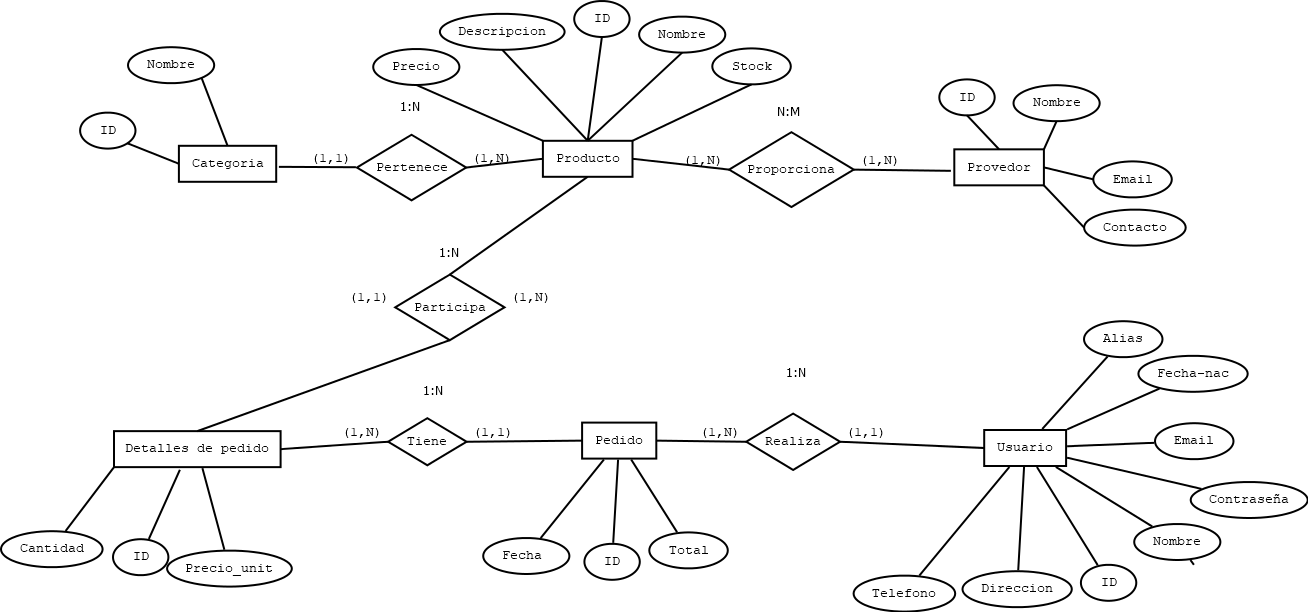 ID
Descripcion
Nombre
Nombre
Precio
Stock
ID
Nombre
1:N
N:M
ID
Categoria
(1,1)
Pertenece
(1,N)
Producto
(1,N)
Proporciona
(1,N)
Provedor
Email
Contacto
1:N
(1,1)
Participa
(1,N)
Alias
1:N
Fecha-nac
1:N
Detalles de pedido
(1,N)
Tiene
(1,1)
Pedido
(1,N)
Realiza
(1,1)
Usuario
Email
Contraseña
Cantidad
ID
Precio_unit
Fecha
ID
Total
Nombre
Telefono
Direccion
ID